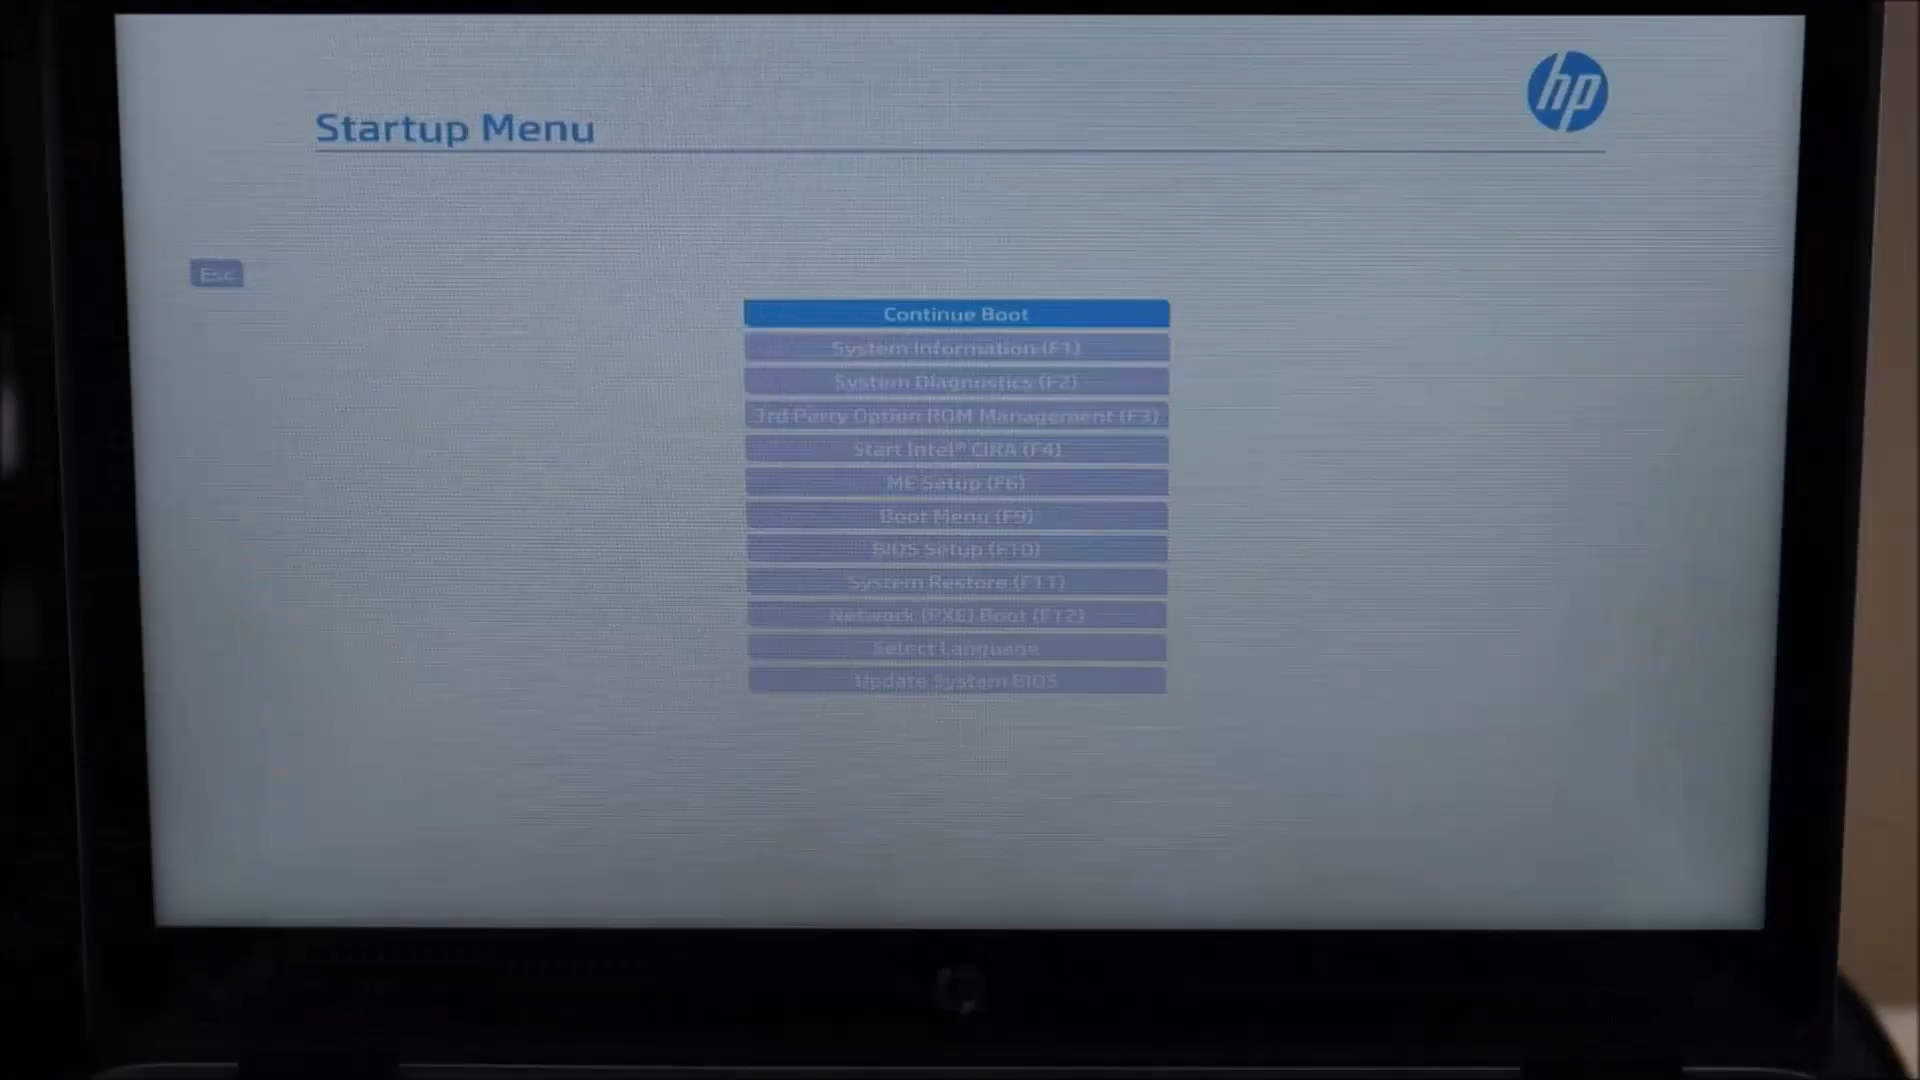 hp
Startup Menu
Esc
Continue Boot
System Information (F1)
System Diagnostics (F2)
3rd Party Option ROM Management (F3)
Start Intel® CIRA (F4)
ME Setup (F6)
Boot Menu (F9)
BIOS Setup (F10)
System Restore (F11)
Network (PXE) Boot (F12)
Select Language
Update System BIOS